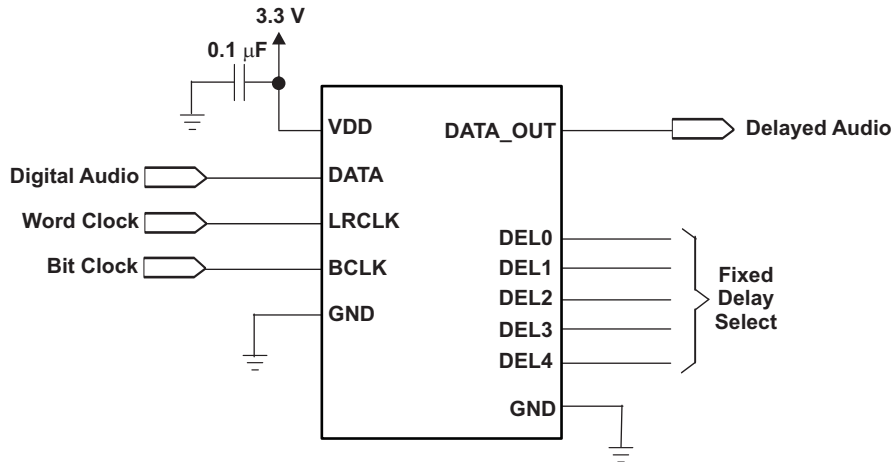 3.3 V
0.1 μF
VDD
DATA_OUT
Delayed Audio
Digital Audio
DATA
Word Clock
LRCLK
Bit Clock
BCLK
GND
DEL0
DEL1
DEL2
DEL3
DEL4
Fixed
Delay
Select
GND